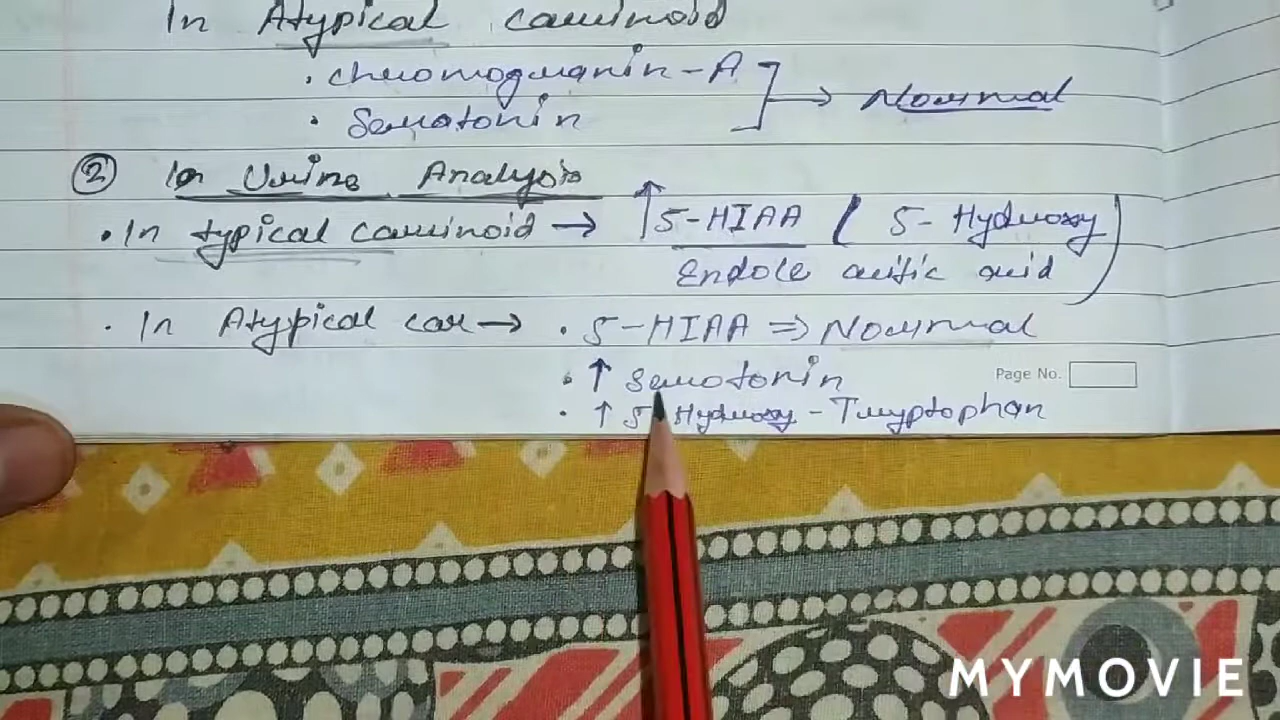 In Atypical carcinoid
• chromogranin-A
→ Normal
• Serotonin
② In Urine Analysis
• In typical carcinoid → ↑ 5-HIAA ( 5-Hydroxy
Endole acitic acid )
• In Atypical car → • 5-HIAA ⇒ Normal
• ↑ Serotonin
Page No.
• ↑ 5-Hydroxy-Tryptophan
MYMOVIE